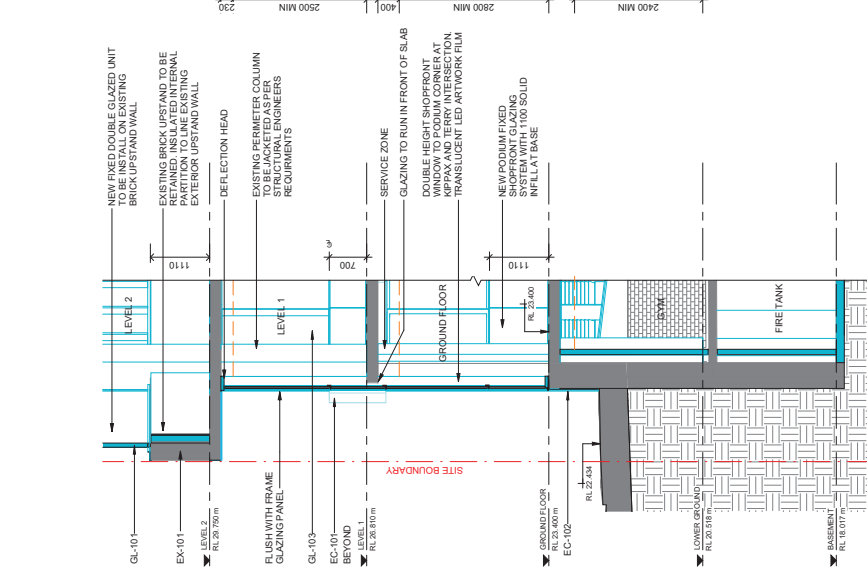 NEW FIXED DOUBLE GLAZED UNIT
TO BE INSTALL ON EXISTING
BRICK UPSTAND WALL
EXISTING BRICK UPSTAND TO BE
RETAINED. INSULATED INTERNAL
PARTITION TO LINE EXISTING
EXTERIOR UPSTAND WALL
DEFLECTION HEAD
EXISTING PERIMETER COLUMN
TO BE JACKETED AS PER
STRUCTURAL ENGINEERS
REQUIRMENTS
SERVICE ZONE
GLAZING TO RUN IN FRONT OF SLAB
DOUBLE HEIGHT SHOPFRONT
WINDOW TO PODIUM CORNER AT
KIPPAX AND TERRY INTERSECTION.
TRANSLUCENT LED ARTWORK FILM
NEW PODIUM FIXED
SHOPFRONT GLAZING
SYSTEM WITH 1100 SOLID
INFILL AT BASE
230
2500 MIN
400
2800 MIN
2400 MIN
1110
700
1110
LEVEL 2
LEVEL 1
GROUND FLOOR
RL 23.400
GYM
FIRE TANK
SITE BOUNDARY
RL 22.434
GL-101
EX-101
LEVEL 2
RL 29.750 m
FLUSH WITH FRAME
GLAZING PANEL
GL-103
EC-101
BEYOND
LEVEL 1
RL 26.810 m
GROUND FLOOR
RL 23.400 m
EC-102
LOWER GROUND
RL 20.518 m
BASEMENT
RL 18.017 m